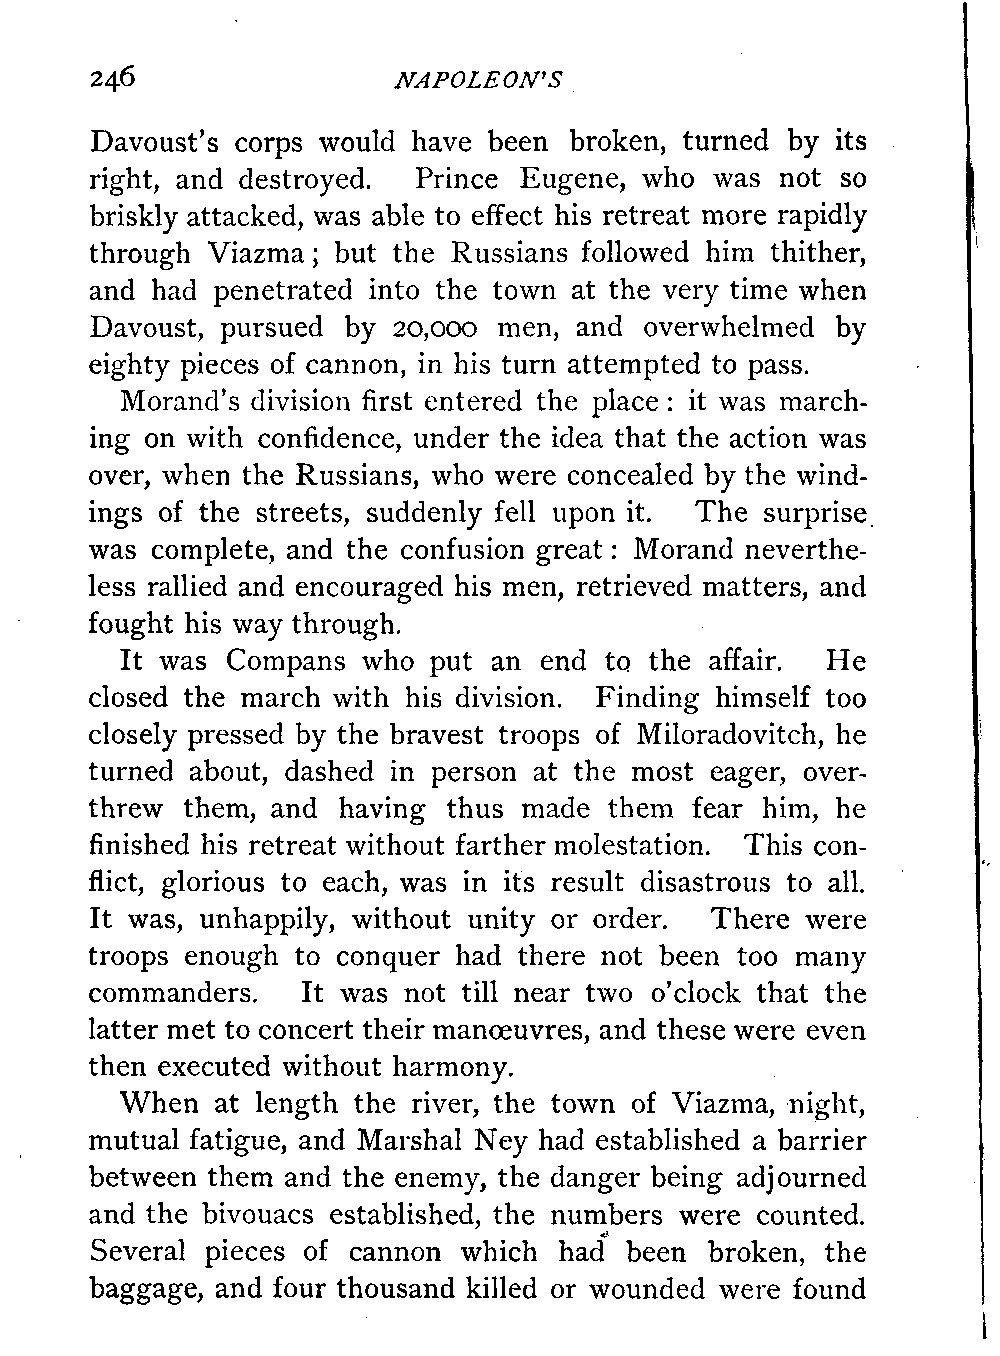 246 NAPOLEON'S
Davoust's corps would have been broken, turned by its
right, and destroyed. Prince Eugene, who was not so
briskly attacked, was able to effect his retreat more rapidly
through Viazma ; but the Russians followed him thither,
and had penetrated into the town at the very time when
Davoust, pursued by 20,000 men, and overwhelmed by
eighty pieces of cannon, in his turn attempted to pass.
Morand's division first entered the place : it was march-
ing on with confidence, under the idea that the action was
over, when the Russians, who were concealed by the wind-
ings of the streets, suddenly fell upon it. The surprise
was complete, and the confusion great : Morand neverthe-
less rallied and encouraged his men, retrieved matters, and
fought his way through.
It was Compans who put an end to the affair. He
closed the march with his division. Finding himself too
closely pressed by the bravest troops of Miloradovitch, he
turned about, dashed in person at the most eager, over-
threw them, and having thus made them fear him, he
finished his retreat without farther molestation. This con-
flict, glorious to each, was in its result disastrous to all.
It was, unhappily, without unity or order. There were
troops enough to conquer had there not been too many
commanders. It was not till near two o'clock that the
latter met to concert their manœuvres, and these were even
then executed without harmony.
When at length the river, the town of Viazma, night,
mutual fatigue, and Marshal Ney had established a barrier
between them and the enemy, the danger being adjourned
and the bivouacs established, the numbers were counted.
Several pieces of cannon which had been broken, the
baggage, and four thousand killed or wounded were found